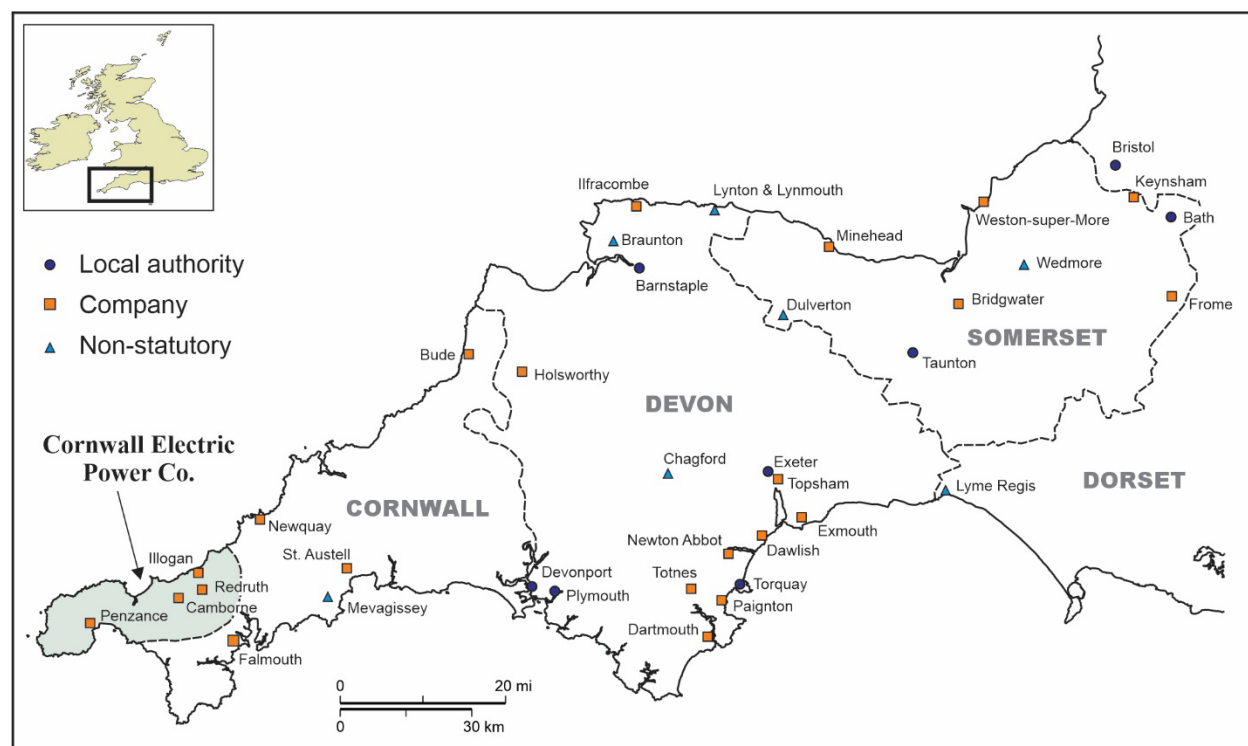 Bristol
Keynsham
Ilfracombe
Lynton & Lynmouth
Weston-super-More
Bath
Local authority
Braunton
Minehead
Wedmore
Company
Barnstaple
Dulverton
Bridgwater
Frome
Non-statutory
SOMERSET
Bude
Taunton
Holsworthy
DEVON
Cornwall Electric
Power Co.
Chagford
Exeter
Topsham
Lyme Regis
DORSET
CORNWALL
Newquay
Exmouth
Newton Abbot
Dawlish
Illogan
St. Austell
Devonport
Totnes
Torquay
Redruth
Plymouth
Camborne
Mevagissey
Paignton
Penzance
Dartmouth
Falmouth
0 20 mi
0 30 km